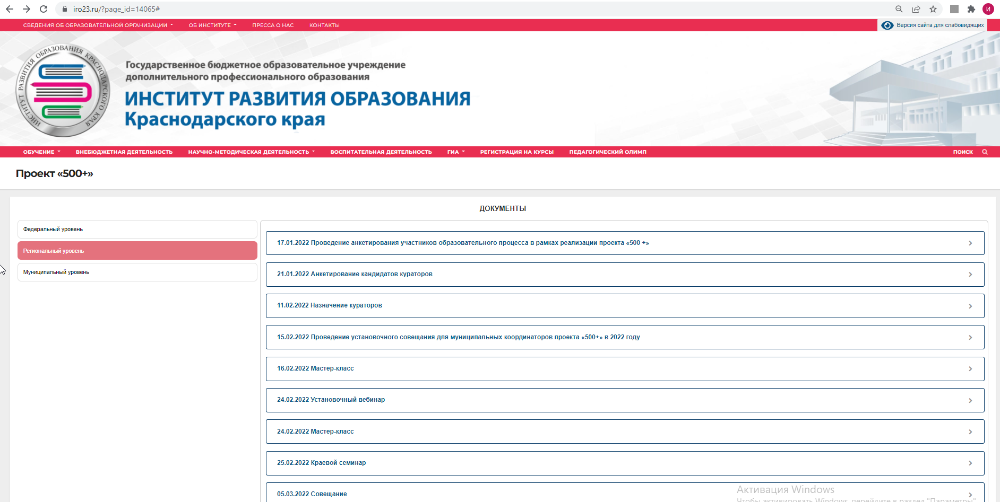 iro23.ru/?page_id=14065#
И
СВЕДЕНИЯ ОБ ОБРАЗОВАТЕЛЬНОЙ ОРГАНИЗАЦИИ ОБ ИНСТИТУТЕ ПРЕССА О НАС КОНТАКТЫ
Версия сайта для слабовидящих
ИНСТИТУТ РАЗВИТИЯ ОБРАЗОВАНИЯ КРАСНОДАРСКОГО КРАЯ
Государственное бюджетное образовательное учреждение
дополнительного профессионального образования
ИНСТИТУТ РАЗВИТИЯ ОБРАЗОВАНИЯ
Краснодарского края
ОБУЧЕНИЕ ВНЕБЮДЖЕТНАЯ ДЕЯТЕЛЬНОСТЬ НАУЧНО-МЕТОДИЧЕСКАЯ ДЕЯТЕЛЬНОСТЬ ВОСПИТАТЕЛЬНАЯ ДЕЯТЕЛЬНОСТЬ ГИА РЕГИСТРАЦИЯ НА КУРСЫ ПЕДАГОГИЧЕСКИЙ ОЛИМП ПОИСК
Проект «500+»
ДОКУМЕНТЫ
Федеральный уровень
Региональный уровень
Муниципальный уровень
17.01.2022 Проведение анкетирования участников образовательного процесса в рамках реализации проекта «500 +»
21.01.2022 Анкетирование кандидатов кураторов
11.02.2022 Назначение кураторов
15.02.2022 Проведение установочного совещания для муниципальных координаторов проекта «500+» в 2022 году
16.02.2022 Мастер-класс
24.02.2022 Установочный вебинар
24.02.2022 Мастер-класс
25.02.2022 Краевой семинар
05.03.2022 Совещание
Активация Windows
Чтобы активировать Windows, перейдите в раздел "Параметры"